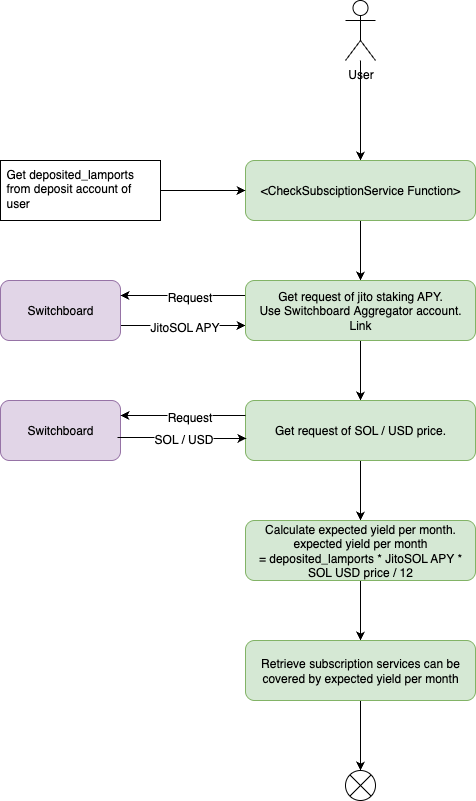 User
Get deposited_lamports
from deposit account of
user
<CheckSubsciptionService Function>
Switchboard
Request
JitoSOL APY
Get request of jito staking APY.
Use Switchboard Aggregator account.
Link
Switchboard
Request
SOL / USD
Get request of SOL / USD price.
Calculate expected yield per month.
expected yield per month
= deposited_lamports * JitoSOL APY *
SOL USD price / 12
Retrieve subscription services can be
covered by expected yield per month